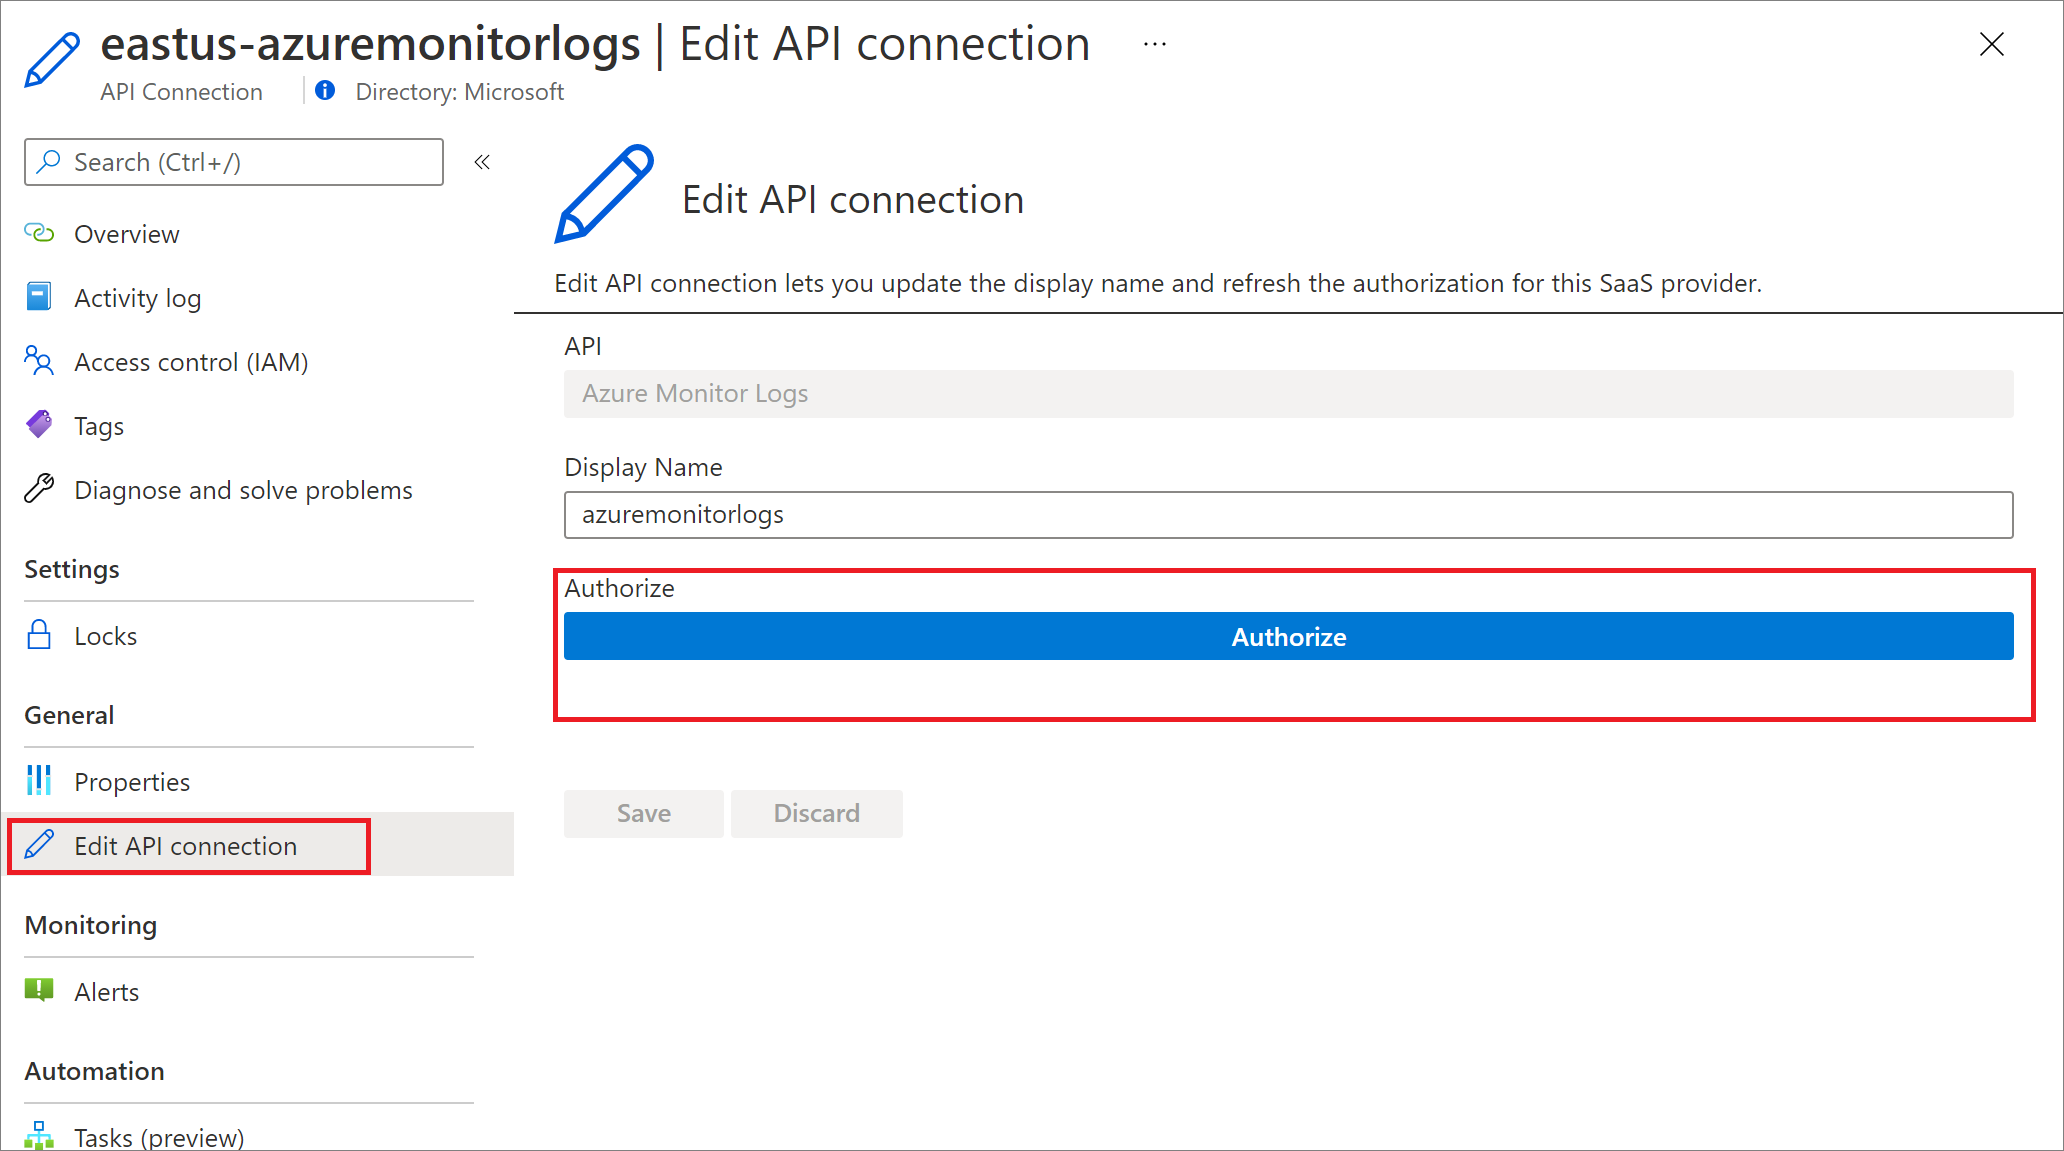 eastus-azuremonitorlogs | Edit API connection ...
API Connection
Directory: Microsoft
Search (Ctrl+/)
Overview
Activity log
Access control (IAM)
Tags
Diagnose and solve problems
Settings
Locks
General
Properties
Edit API connection
Monitoring
Alerts
Automation
Tasks (preview)
Edit API connection
Edit API connection lets you update the display name and refresh the authorization for this SaaS provider.
API
Azure Monitor Logs
Display Name
azuremonitorlogs
Authorize
Authorize
Save
Discard